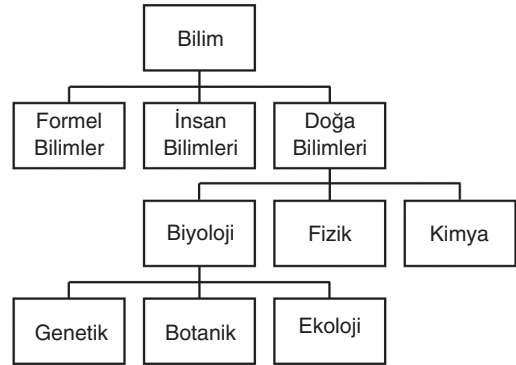 Bilim
Formel
Bilimler
İnsan
Bilimleri
Doğa
Bilimleri
Biyoloji
Fizik
Kimya
Genetik
Botanik
Ekoloji